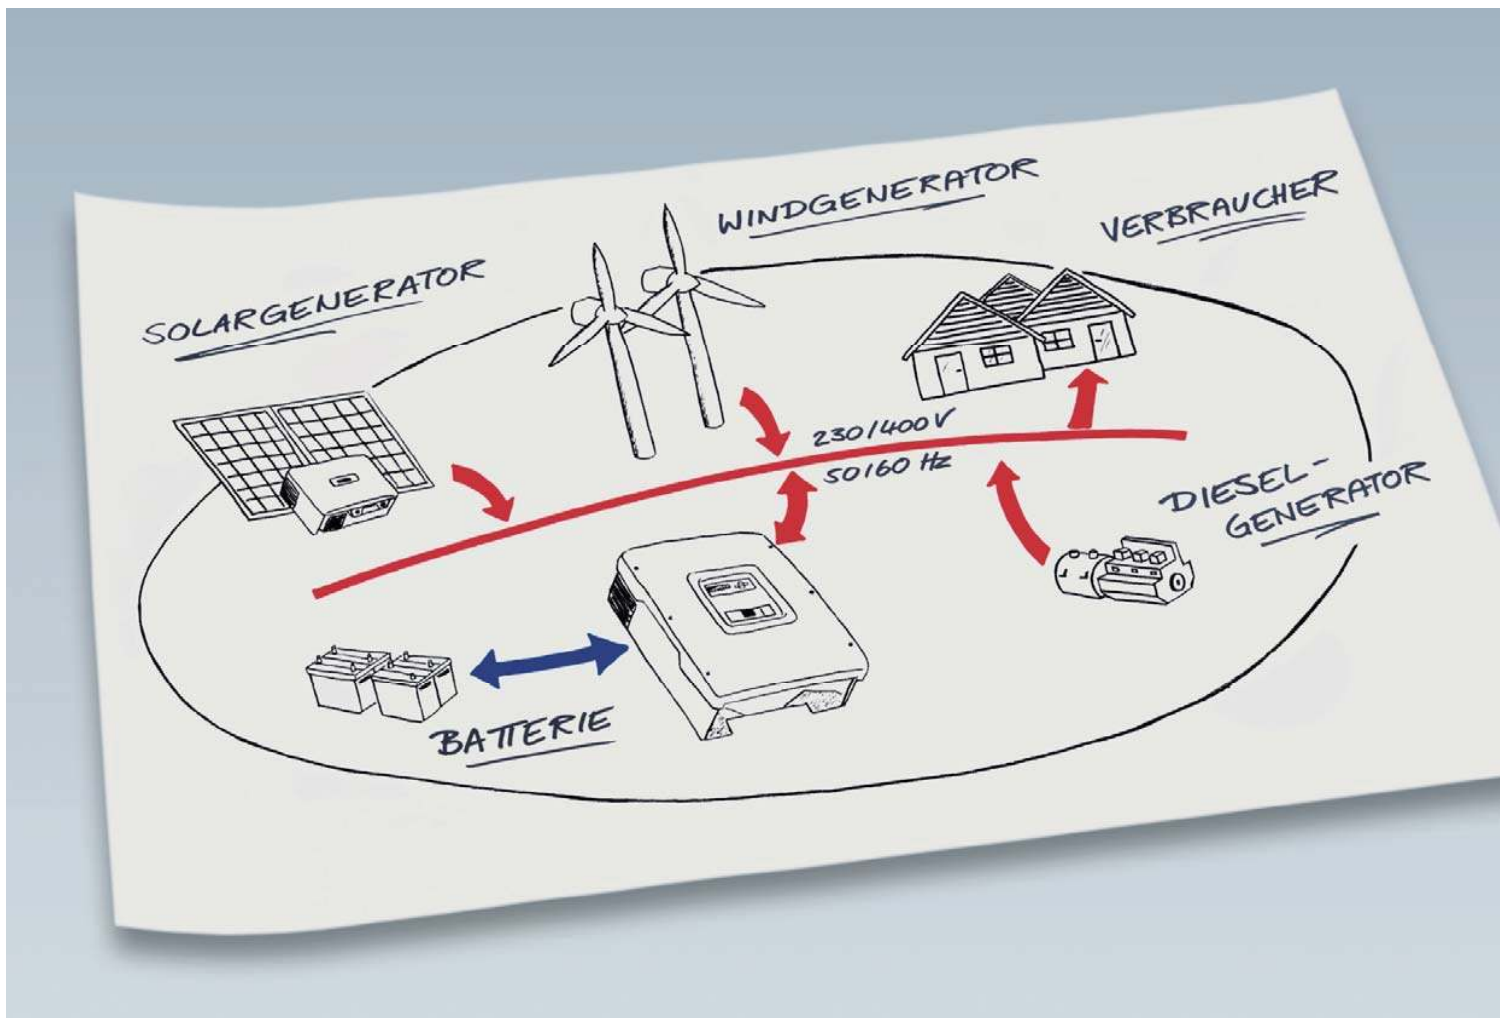 WINDGENERATOR
VERBRAUCHER
SOLARGENERATOR
230/400V
50/60 Hz
DIESEL-
GENERATOR
BATTERIE